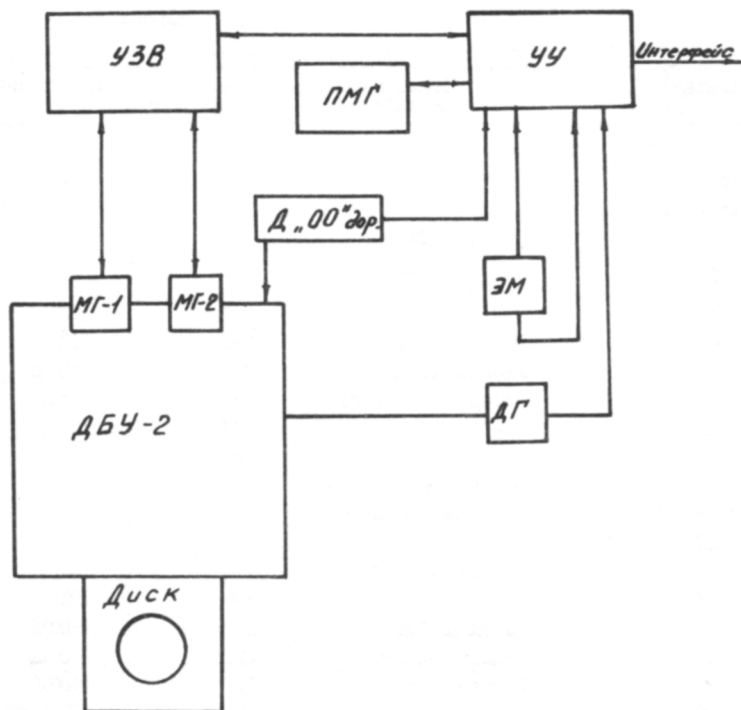 УЗВ
УУ
Интерфейс
ПМГ
Д „00" дор.
МГ-1
МГ-2
ЭМ
ДБУ-2
ДГ
Диск